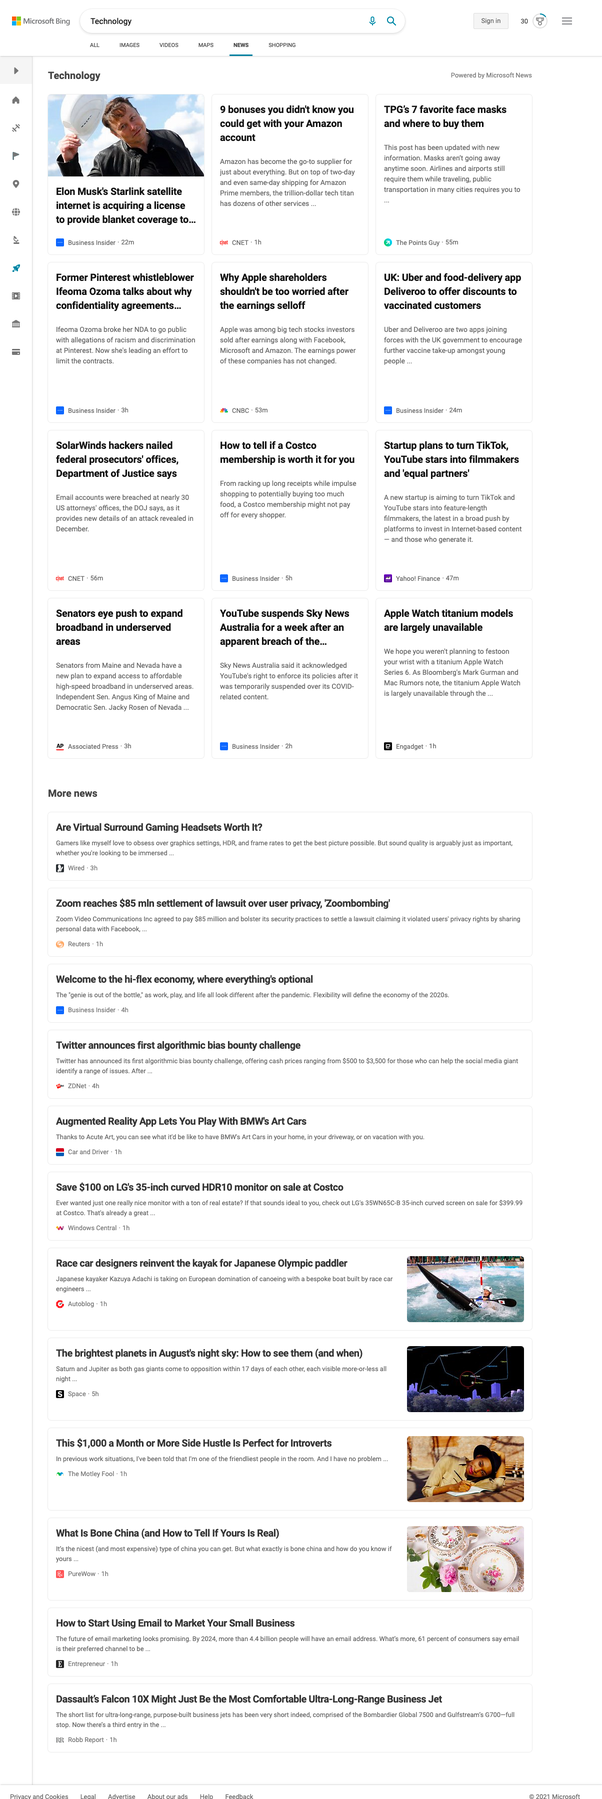 Microsoft Bing
Technology
Sign in
30
ALL IMAGES VIDEOS MAPS NEWS SHOPPING
Technology
Powered by Microsoft News
Elon Musk's Starlink satellite
internet is acquiring a license
to provide blanket coverage to...
Business Insider · 22m
9 bonuses you didn't know you
could get with your Amazon
account
Amazon has become the go-to supplier for
just about everything. But on top of two-day
and even same-day shipping for Amazon
Prime members, the trillion-dollar tech titan
has dozens of other services ...
CNET · 1h
TPG's 7 favorite face masks
and where to buy them
This post has been updated with new
information. Masks aren't going away
anytime soon. Airlines and airports still
require them while traveling, public
transportation in many cities requires you to
...
The Points Guy · 55m
Former Pinterest whistleblower
Ifeoma Ozoma talks about why
confidentiality agreements...
Ifeoma Ozoma broke her NDA to go public
with allegations of racism and discrimination
at Pinterest. Now she's leading an effort to
limit the contracts.
Business Insider · 3h
Why Apple shareholders
shouldn't be too worried after
the earnings selloff
Apple was among big tech stocks investors
sold after earnings along with Facebook,
Microsoft and Amazon. The earnings power
of these companies has not changed.
CNBC · 53m
UK: Uber and food-delivery app
Deliveroo to offer discounts to
vaccinated customers
Uber and Deliveroo are two apps joining
forces with the UK government to encourage
further vaccine take-up amongst young
people ...
Business Insider · 24m
SolarWinds hackers nailed
federal prosecutors' offices,
Department of Justice says
Email accounts were breached at nearly 30
US attorneys' offices, the DOJ says, as it
provides new details of an attack revealed in
December.
CNET · 56m
How to tell if a Costco
membership is worth it for you
From racking up long receipts while impulse
shopping to potentially buying too much
food, a Costco membership might not pay
off for every shopper.
Business Insider · 5h
Startup plans to turn TikTok,
YouTube stars into filmmakers
and 'equal partners'
A new startup is aiming to turn TikTok and
YouTube stars into feature-length
filmmakers, the latest in a broad push by
platforms to invest in Internet-based content
— and those who generate it.
Yahoo! Finance · 47m
Senators eye push to expand
broadband in underserved
areas
Senators from Maine and Nevada have a
new plan to expand access to affordable
high-speed broadband in underserved areas.
Independent Sen. Angus King of Maine and
Democratic Sen. Jacky Rosen of Nevada ...
Associated Press · 3h
YouTube suspends Sky News
Australia for a week after an
apparent breach of the...
Sky News Australia said it acknowledged
YouTube's right to enforce its policies after it
was temporarily suspended over its COVID-
related content.
Business Insider · 2h
Apple Watch titanium models
are largely unavailable
We hope you weren't planning to festoon
your wrist with a titanium Apple Watch
Series 6. As Bloomberg's Mark Gurman and
Mac Rumors note, the titanium Apple Watch
is largely unavailable through the ...
Engadget · 1h
More news
Are Virtual Surround Gaming Headsets Worth It?
Gamers like myself love to obsess over graphics settings, HDR, and frame rates to get the best picture possible. But sound quality is arguably just as important,
whether you're looking to be immersed ...
Wired · 3h
Zoom reaches $85 mln settlement of lawsuit over user privacy, 'Zoombombing'
Zoom Video Communications Inc agreed to pay $85 million and bolster its security practices to settle a lawsuit claiming it violated users' privacy rights by sharing
personal data with Facebook, ...
Reuters · 1h
Welcome to the hi-flex economy, where everything's optional
The "genie is out of the bottle," as work, play, and life all look different after the pandemic. Flexibility will define the economy of the 2020s.
Business Insider · 4h
Twitter announces first algorithmic bias bounty challenge
Twitter has announced its first algorithmic bias bounty challenge, offering cash prices ranging from $500 to $3,500 for those who can help the social media giant
identify a range of issues. After ...
ZDNet · 4h
Augmented Reality App Lets You Play With BMW's Art Cars
Thanks to Acute Art, you can see what it'd be like to have BMW's Art Cars in your home, in your driveway, or on vacation with you.
Car and Driver · 1h
Save $100 on LG's 35-inch curved HDR10 monitor on sale at Costco
Ever wanted just one really nice monitor with a ton of real estate? If that sounds ideal to you, check out LG's 35WN65C-B 35-inch curved screen on sale for $399.99
at Costco. That's already a great ...
Windows Central · 1h
Race car designers reinvent the kayak for Japanese Olympic paddler
Japanese kayaker Kazuya Adachi is taking on European domination of canoeing with a bespoke boat built by race car
engineers ...
Autoblog · 1h
The brightest planets in August's night sky: How to see them (and when)
Saturn and Jupiter as both gas giants come to opposition within 17 days of each other, each visible more-or-less all
night ...
Space · 5h
This $1,000 a Month or More Side Hustle Is Perfect for Introverts
In previous work situations, I've been told that I'm one of the friendliest people in the room. And I have no problem ...
The Motley Fool · 1h
What Is Bone China (and How to Tell If Yours Is Real)
It's the nicest (and most expensive) type of china you can get. But what exactly is bone china and how do you know if
yours ...
PureWow · 1h
How to Start Using Email to Market Your Small Business
The future of email marketing looks promising. By 2024, more than 4.4 billion people will have an email address. What's more, 61 percent of consumers say email
is their preferred channel to be ...
Entrepreneur · 1h
Dassault's Falcon 10X Might Just Be the Most Comfortable Ultra-Long-Range Business Jet
The short list for ultra-long-range, purpose-built business jets has been very short indeed, comprised of the Bombardier Global 7500 and Gulfstream's G700—full
stop. Now there's a third entry in the ...
Robb Report · 1h
Privacy and Cookies Legal Advertise About our ads Help Feedback
© 2021 Microsoft